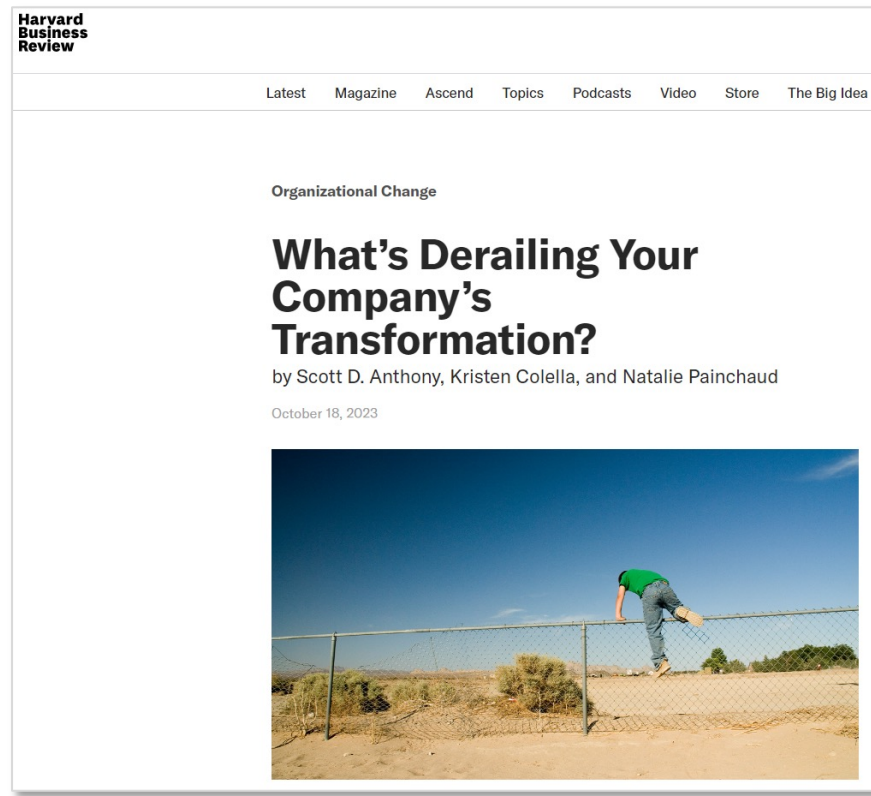 Harvard
Business
Review
Latest Magazine Ascend Topics Podcasts Video Store The Big Idea
Organizational Change
What's Derailing Your
Company's
Transformation?
by Scott D. Anthony, Kristen Colella, and Natalie Painchaud
October 18, 2023